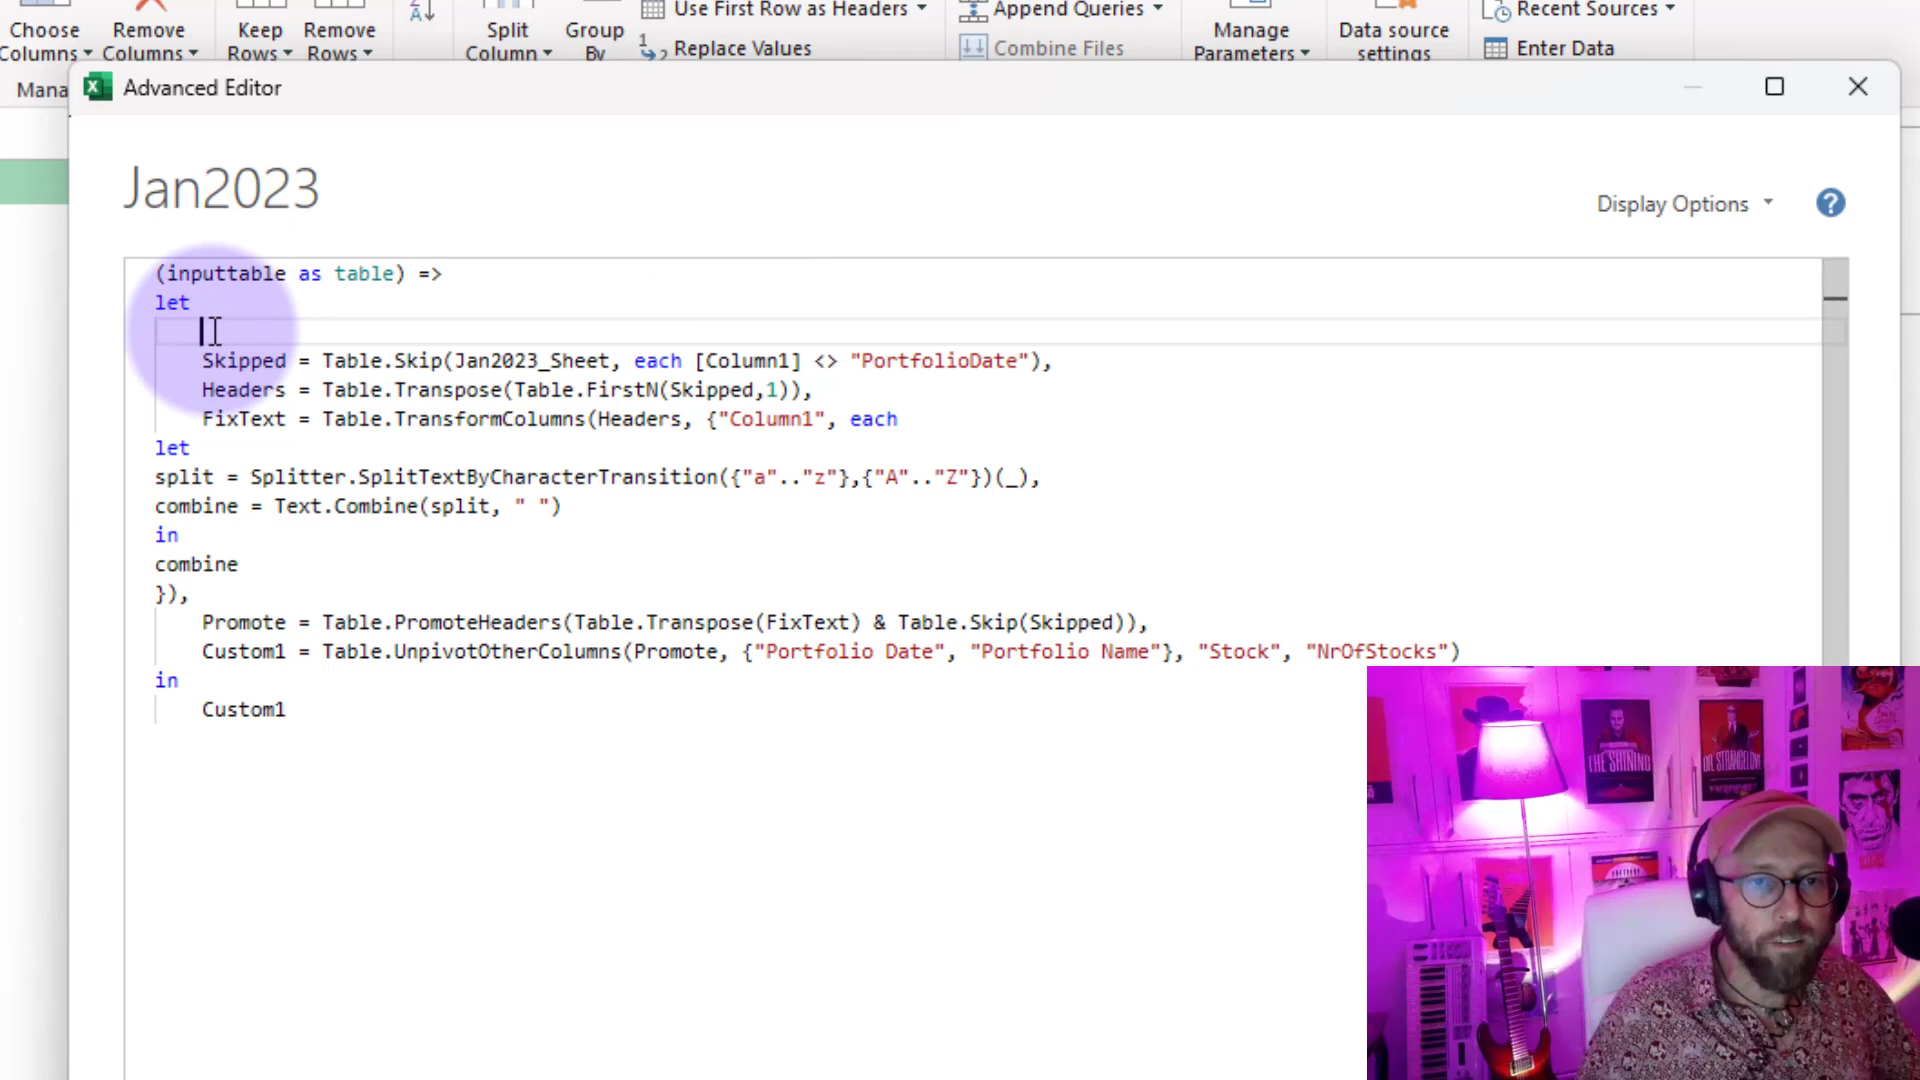 Choose Columns
Remove Columns
Keep Rows
Remove Rows
Split Column
Group By
Use First Row as Headers
Replace Values
Append Queries
Combine Files
Manage Parameters
Data source settings
Recent Sources
Enter Data
Mana
Advanced Editor
Jan2023
Display Options
?
(inputtable as table) =>
let
Skipped = Table.Skip(Jan2023_Sheet, each [Column1] <> "PortfolioDate"),
Headers = Table.Transpose(Table.FirstN(Skipped,1)),
FixText = Table.TransformColumns(Headers, {"Column1", each
let
split = Splitter.SplitTextByCharacterTransition({"a".."z"},{"A".."Z"})(_),
combine = Text.Combine(split, " ")
in
combine
}),
Promote = Table.PromoteHeaders(Table.Transpose(FixText) & Table.Skip(Skipped)),
Custom1 = Table.UnpivotOtherColumns(Promote, {"Portfolio Date", "Portfolio Name"}, "Stock", "NrOfStocks")
in
Custom1
THE SHINING
DR. STRANGELOVE